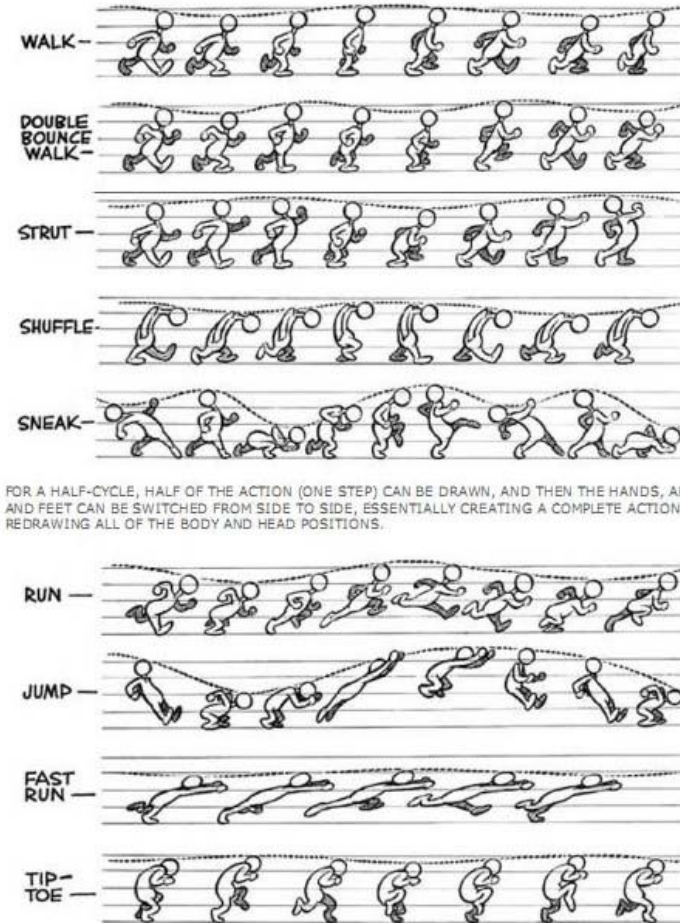 WALK
DOUBLE
BOUNCE
WALK
STRUT
SHUFFLE
SNEAK
FOR A HALF-CYCLE, HALF OF THE ACTION (ONE STEP) CAN BE DRAWN, AND THEN THE HANDS,
AND FEET CAN BE SWITCHED FROM SIDE TO SIDE, ESSENTIALLY CREATING A COMPLETE ACTION
REDRAWING ALL OF THE BODY AND HEAD POSITIONS.
RUN
JUMP
FAST
RUN
TIP-
TOE